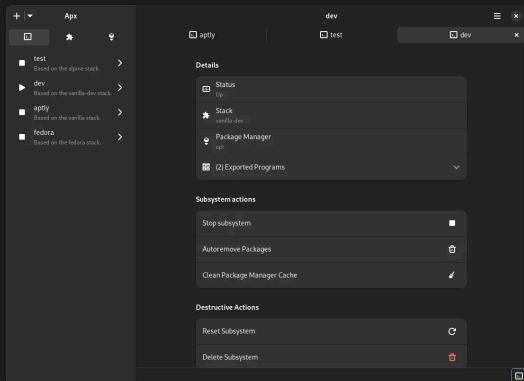 Apx
dev
aptly
test
dev
test
Based on the alpine stack.
dev
Based on the vanilla-dev stack.
aptly
Based on the vanilla stack.
fedora
Based on the fedora stack.
Details
Status
Up
Stack
vanilla-dev
Package Manager
apt
(2) Exported Programs
Subsystem actions
Stop subsystem
Autoremove Packages
Clean Package Manager Cache
Destructive Actions
Reset Subsystem
Delete Subsystem